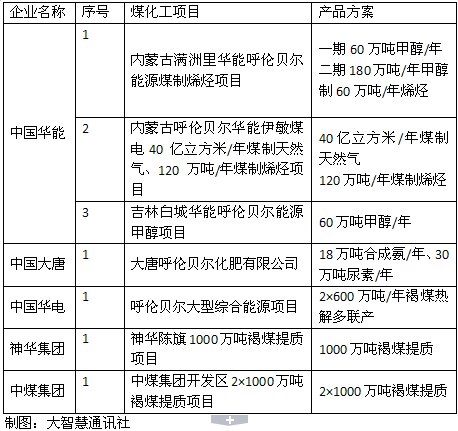 企业名称 序号 煤化工项目 产品方案
中国华能
1
内蒙古满洲里华能呼伦贝尔
能源煤制烯烃项目
一期 60 万吨甲醇/年
二期 180 万吨/年甲醇
制 60 万吨/年烯烃
2
内蒙古呼伦贝尔华能伊敏煤
电 40 亿立方米/年煤制天然
气、120 万吨/年煤制烯烃项
目
40 亿立方米/年煤制
天然气
120 万吨/年煤制烯烃
3
吉林白城华能呼伦贝尔能源
甲醇项目
60 万吨甲醇/年
中国大唐 1 大唐呼伦贝尔化肥有限公司
18 万吨合成氨/年、30
万吨尿素/年
中国华电 1 呼伦贝尔大型综合能源项目
2×600 万吨/年褐煤热
解多联产
神华集团 1
神华陈旗 1000 万吨褐煤提质
项目
1000 万吨褐煤提质
中煤集团 1
中煤集团开发区 2×1000 万吨
褐煤提质项目
2×1000 万吨褐煤提质
制图：大智慧通讯社